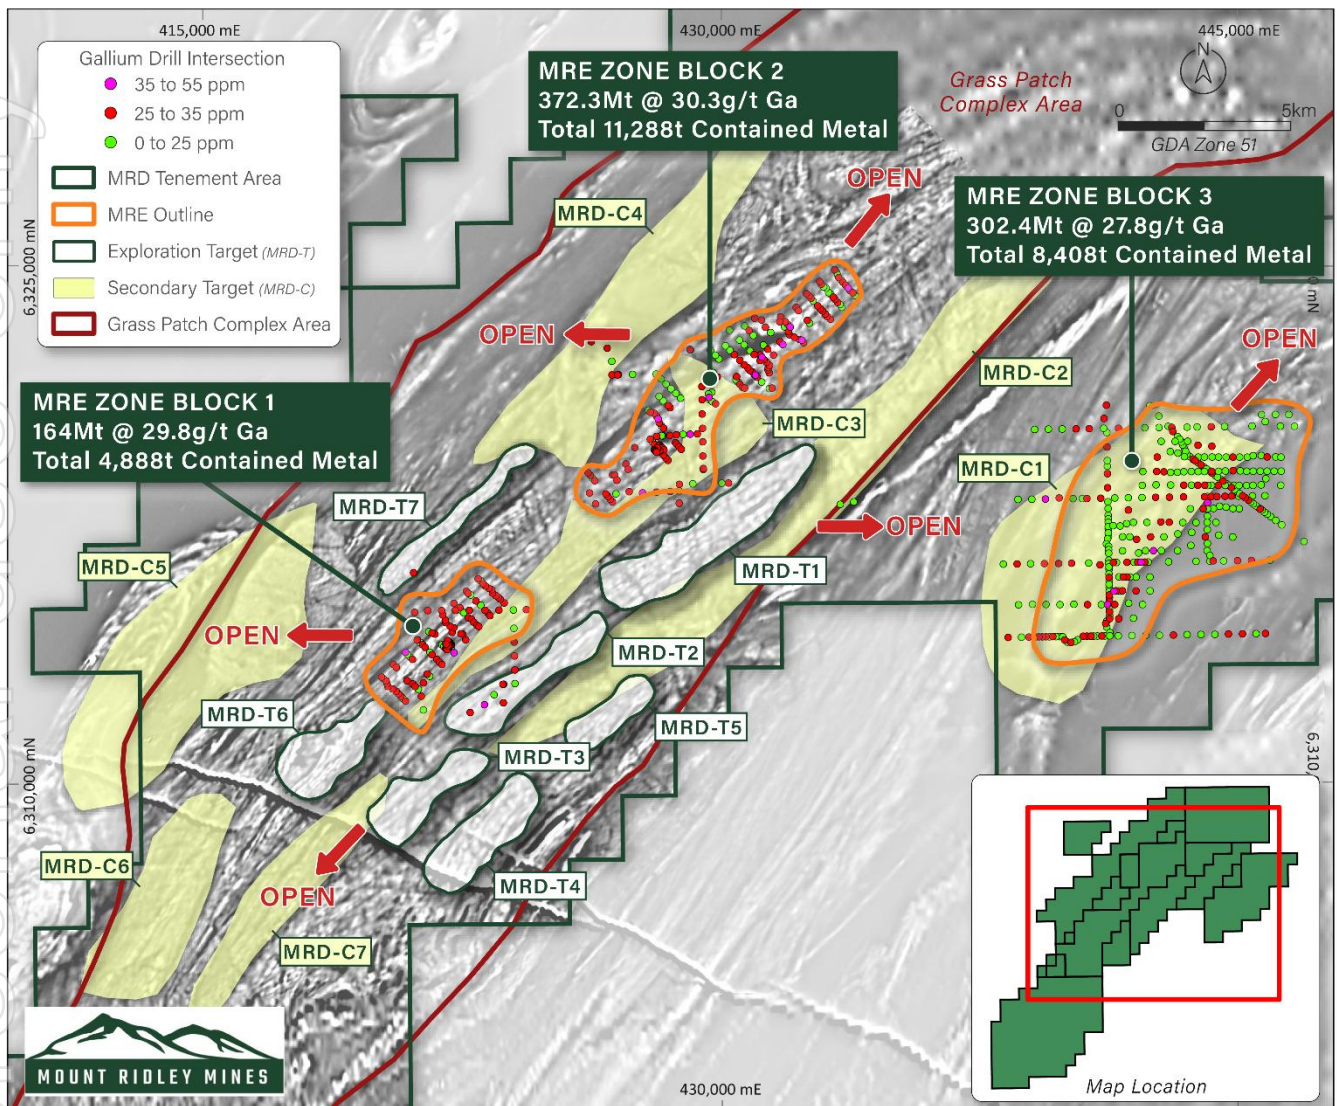 415,000 mE
430,000 mE
445,000 mE
Gallium Drill Intersection
35 to 55 ppm
25 to 35 ppm
0 to 25 ppm
MRD Tenement Area
MRE Outline
Exploration Target (MRD-T)
Secondary Target (MRD-C)
Grass Patch Complex Area
MRE ZONE BLOCK 2
372.3Mt @ 30.3g/t Ga
Total 11,288t Contained Metal
Grass Patch
Complex Area
N
0 5km
GDA Zone 51
OPEN
MRE ZONE BLOCK 3
302.4Mt @ 27.8g/t Ga
Total 8,408t Contained Metal
MRD-C4
6,325,000 mN
OPEN
OPEN
MRD-C2
MRE ZONE BLOCK 1
164Mt @ 29.8g/t Ga
Total 4,888t Contained Metal
MRD-C3
MRD-C1
MRD-T7
OPEN
MRD-C5
MRD-T1
OPEN
MRD-T2
MRD-T6
MRD-T5
MRD-T3
6,310,000 mN
MRD-C6
MRD-T4
OPEN
MRD-C7
MOUNT RIDLEY MINES
430,000 mE
Map Location